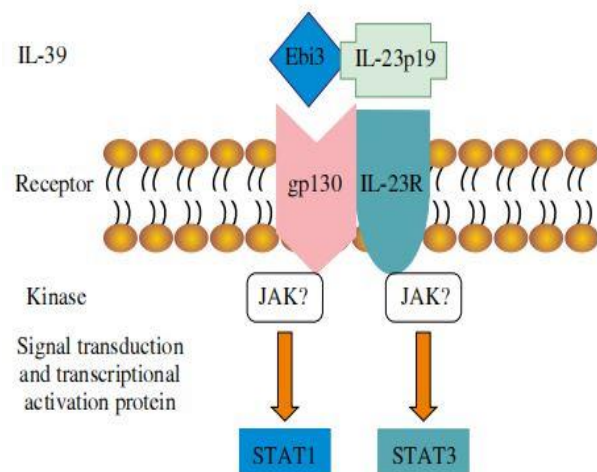 IL-39
Ebi3
IL-23p19
Receptor
gp130
IL-23R
Kinase
JAK?
JAK?
Signal transduction
and transcriptional
activation protein
STAT1
STAT3